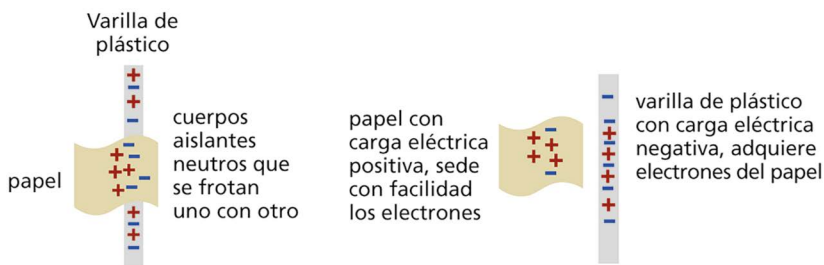 Varilla de
plástico
papel
cuerpos
aislantes
neutros que
se frotan
uno con otro
papel con
carga eléctrica
positiva, sede
con facilidad
los electrones
varilla de plástico
con carga eléctrica
negativa, adquiere
electrones del papel